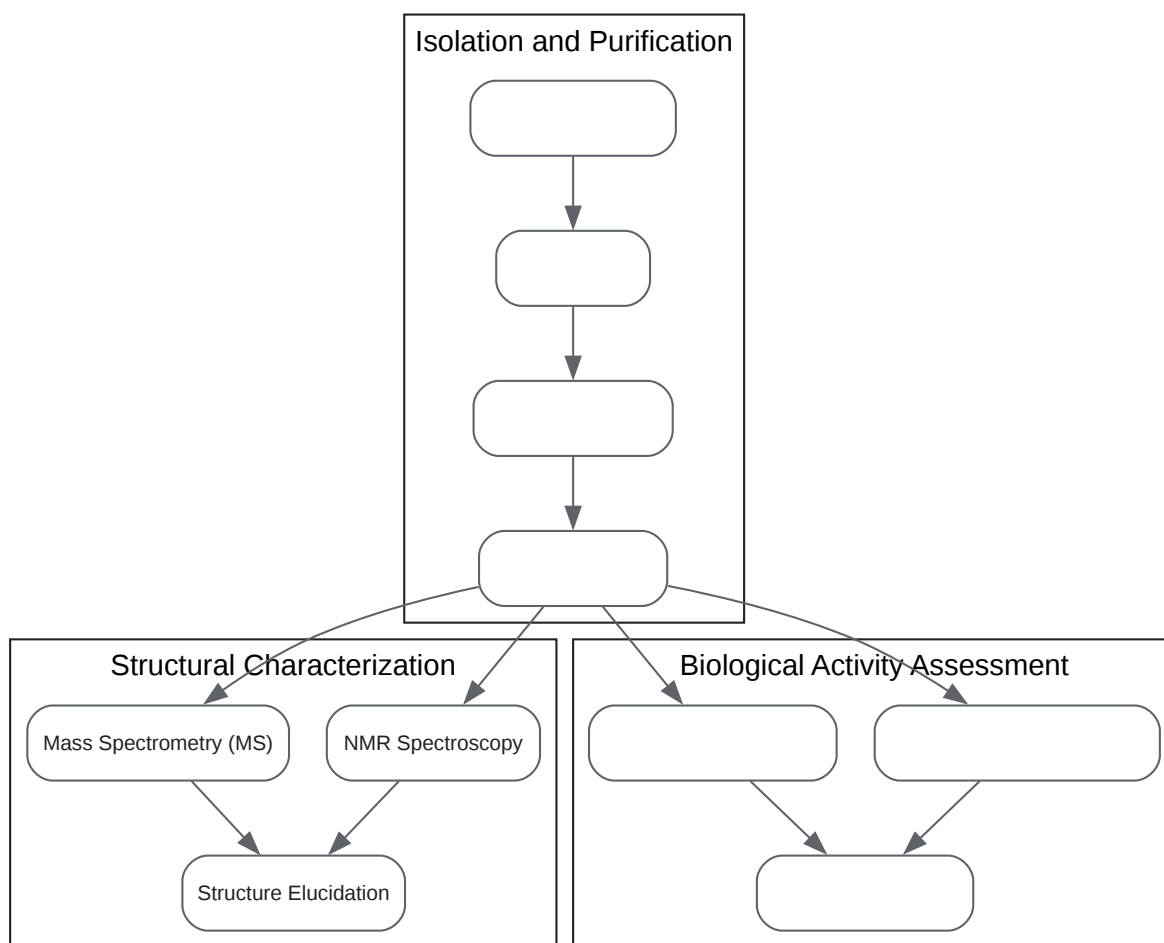 Isolation and Purification
Structural Characterization
Biological Activity Assessment
Mass Spectrometry (MS)
NMR Spectroscopy
Structure Elucidation